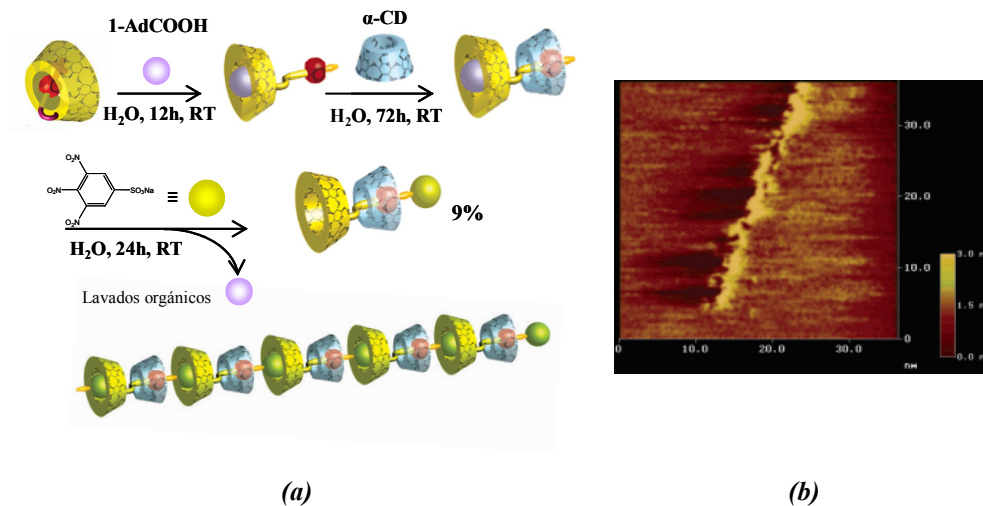 1-AdCOOH
H₂O, 12h, RT
α-CD
H₂O, 72h, RT
NO₂
O₂N
NO₂
SO₃Na
≡
H₂O, 24h, RT
9%
Lavados orgánicos
30.0
20.0
10.0
0
0
10.0
20.0
30.0
nM
3.0
1.5
0.0
(a)
(b)